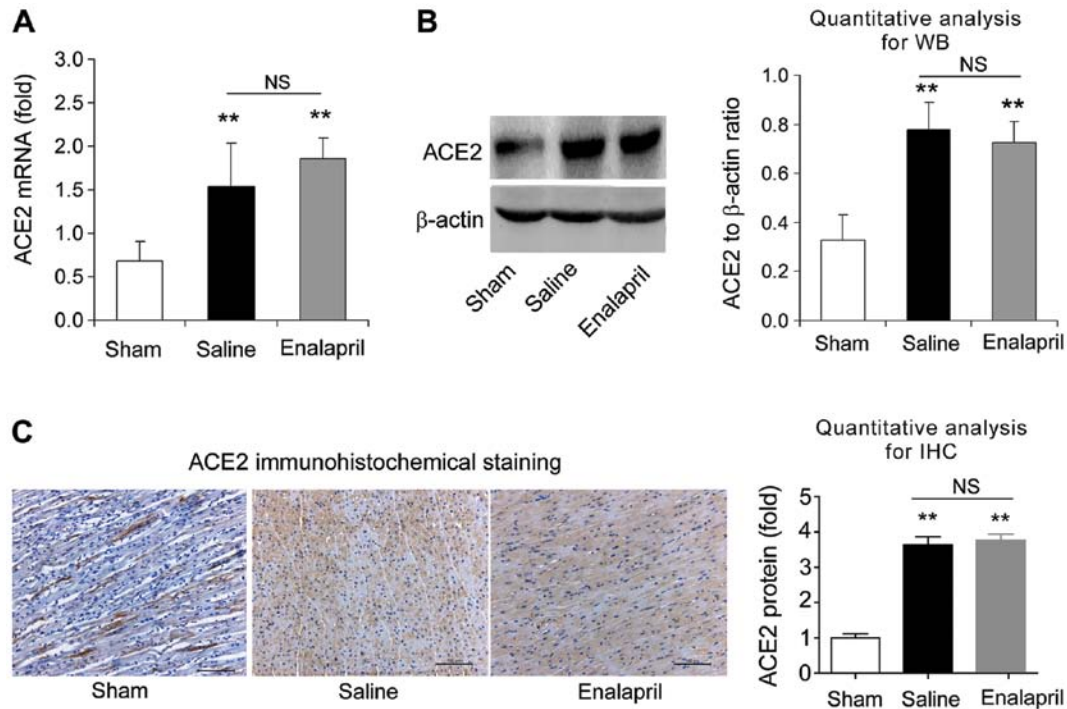 A
ACE2 mRNA (fold)
3.0
2.5
2.0
1.5
1.0
0.5
0.0
NS
**
**
Sham
Saline
Enalapril
B
ACE2
β-actin
Sham
Saline
Enalapril
Quantitative analysis
for WB
ACE2 to β-actin ratio
1.0
0.8
0.6
0.4
0.2
0.0
NS
**
**
Sham
Saline
Enalapril
C
ACE2 immunohistochemical staining
Sham
Saline
Enalapril
Quantitative analysis
for IHC
ACE2 protein (fold)
5
4
3
2
1
0
NS
**
**
Sham
Saline
Enalapril